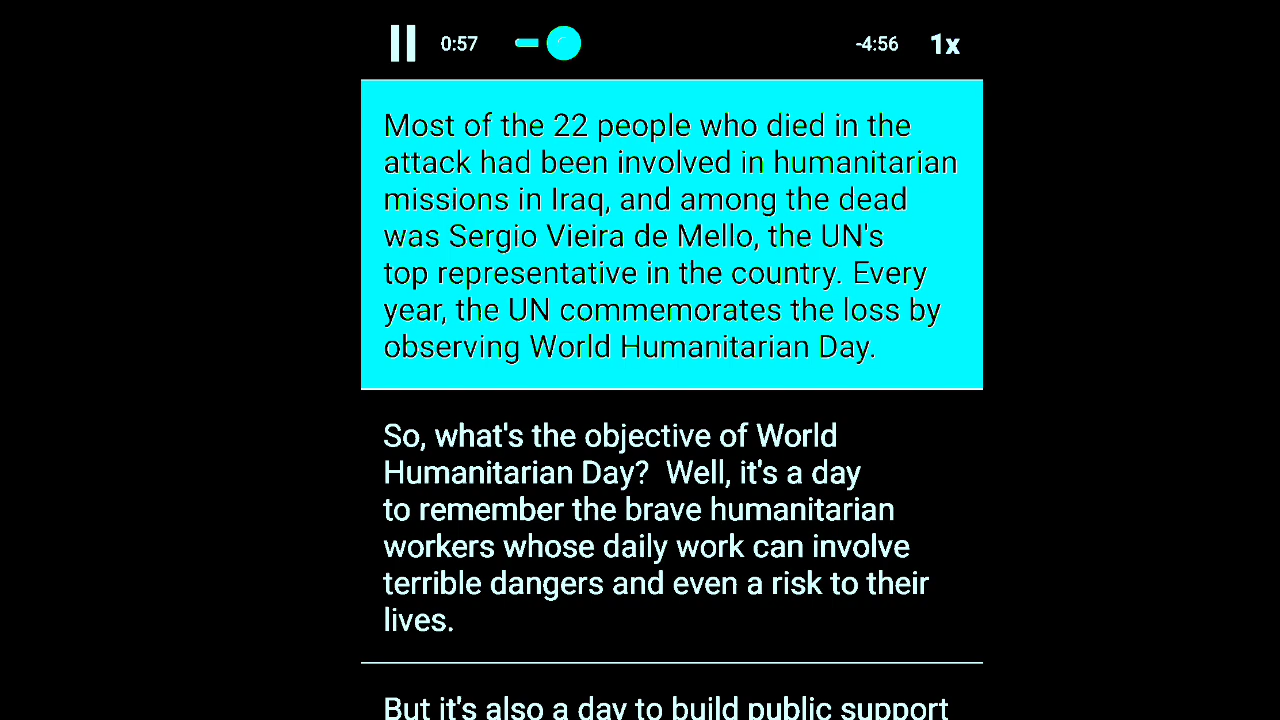 0:57 -4:56 1x
Most of the 22 people who died in the
attack had been involved in humanitarian
missions in Iraq, and among the dead
was Sergio Vieira de Mello, the UN's
top representative in the country. Every
year, the UN commemorates the loss by
observing World Humanitarian Day.
So, what's the objective of World
Humanitarian Day?  Well, it's a day
to remember the brave humanitarian
workers whose daily work can involve
terrible dangers and even a risk to their
lives.
But it's also a day to build public support